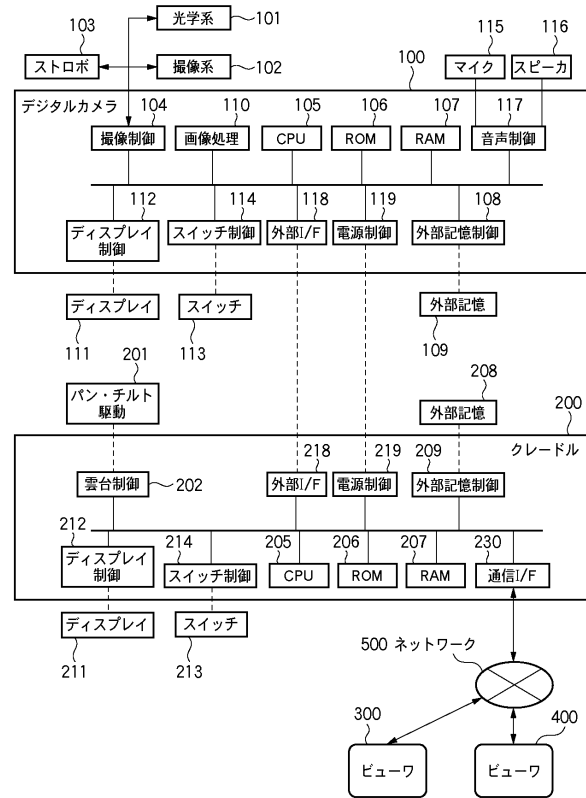 光学系
101
103
ストロボ
撮像系
102
115
116
マイク
スピーカ
100
デジタルカメラ
104
110
105
106
107
117
撮像制御
画像処理
CPU
ROM
RAM
音声制御
112
114
118
119
108
ディスプレイ
制御
スイッチ制御
外部I/F
電源制御
外部記憶制御
ディスプレイ
スイッチ
外部記憶
111
113
109
201
208
パン・チルト
駆動
外部記憶
200
クレードル
218
219
209
雲台制御
202
外部I/F
電源制御
外部記憶制御
212
214
205
206
207
230
ディスプレイ
制御
スイッチ制御
CPU
ROM
RAM
通信I/F
ディスプレイ
スイッチ
211
213
500 ネットワーク
300
400
ビューワ
ビューワ